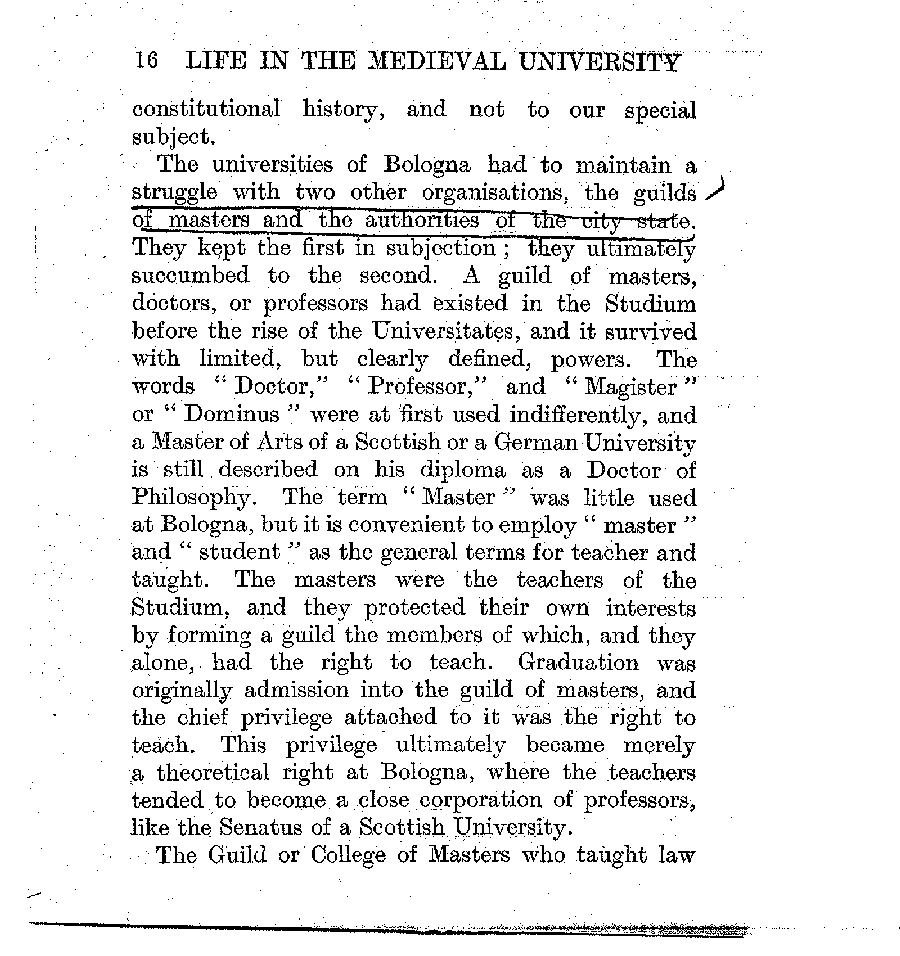 16 LIFE IN THE MEDIEVAL UNIVERSITY
constitutional history, and not to our special
subject.
The universities of Bologna had to maintain a
struggle with two other organisations, the guilds
of masters and the authorities of the city state.
They kept the first in subjection; they ultimately
succumbed to the second. A guild of masters,
doctors, or professors had existed in the Studium
before the rise of the Universitates, and it survived
with limited, but clearly defined, powers. The
words “ Doctor,” “ Professor,” and “ Magister ”
or “ Dominus ” were at first used indifferently, and
a Master of Arts of a Scottish or a German University
is still described on his diploma as a Doctor of
Philosophy. The term “ Master ” was little used
at Bologna, but it is convenient to employ “ master ”
and “ student ” as the general terms for teacher and
taught. The masters were the teachers of the
Studium, and they protected their own interests
by forming a guild the members of which, and they
alone, had the right to teach. Graduation was
originally admission into the guild of masters, and
the chief privilege attached to it was the right to
teach. This privilege ultimately became merely
a theoretical right at Bologna, where the teachers
tended to become a close corporation of professors,
like the Senatus of a Scottish University.
The Guild or College of Masters who taught law